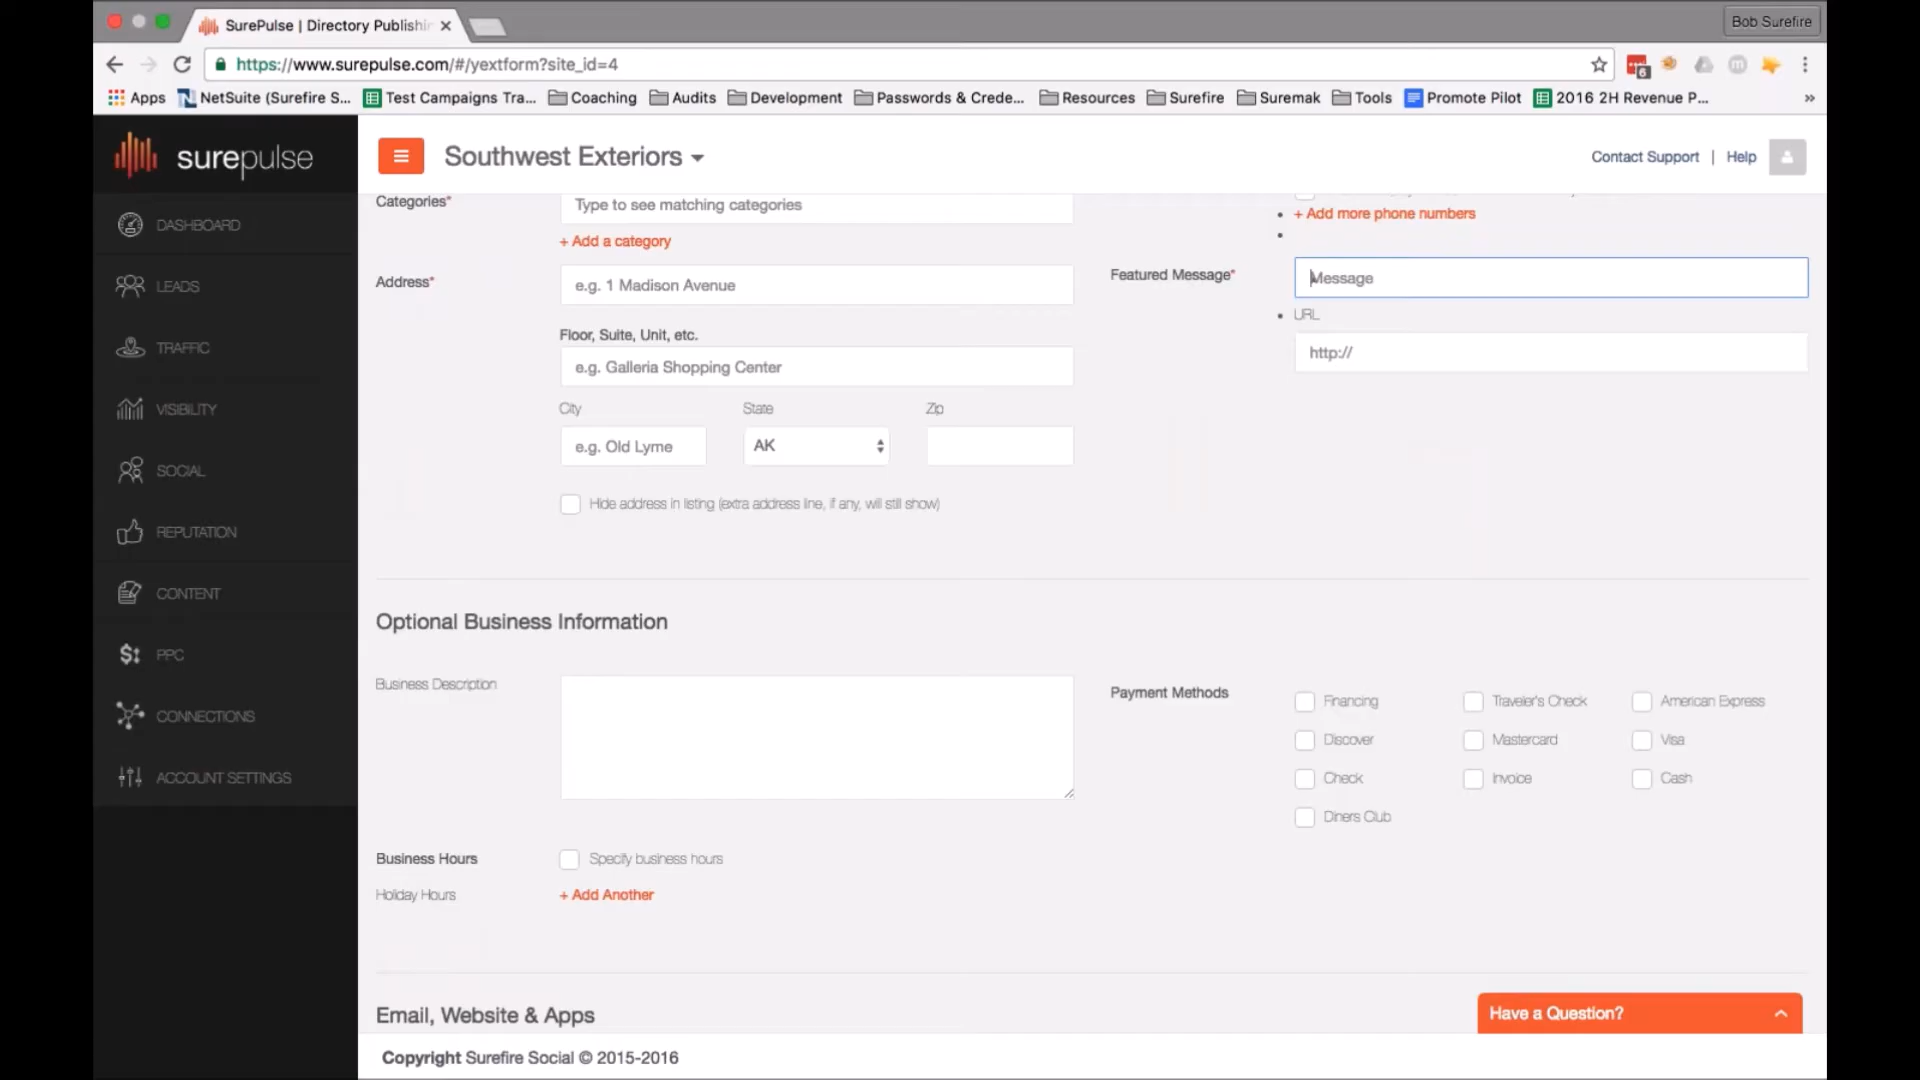 SurePulse | Directory Publishin
Bob Surefire
https://www.surepulse.com/#/yextform?site_id=4
6
Apps
NetSuite (Surefire S...
Test Campaigns Tra...
Coaching
Audits
Development
Passwords & Crede...
Resources
Surefire
Suremak
Tools
Promote Pilot
2016 2H Revenue P...
surepulse
Southwest Exteriors
Contact Support | Help
DASHBOARD
LEADS
TRAFFIC
VISIBILITY
SOCIAL
REPUTATION
CONTENT
PPC
CONNECTIONS
ACCOUNT SETTINGS
Categories*
Type to see matching categories
+ Add a category
Address*
e.g. 1 Madison Avenue
Floor, Suite, Unit, etc.
e.g. Galleria Shopping Center
City
State
Zip
e.g. Old Lyme
AK
Hide address in listing (extra address line, if any, will still show)
+ Add more phone numbers
Featured Message*
Message
URL
http://
Optional Business Information
Business Description
Payment Methods
Financing
Traveler's Check
American Express
Discover
Mastercard
Visa
Check
Invoice
Cash
Diners Club
Business Hours
Specify business hours
Holiday Hours
+ Add Another
Email, Website & Apps
Have a Question?
Copyright Surefire Social © 2015-2016